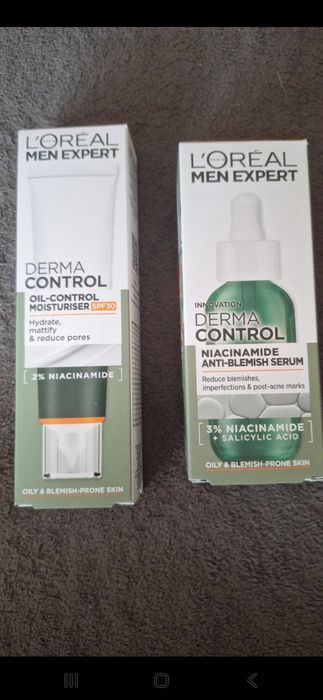 L'ORÉAL
MEN EXPERT
DERMA
CONTROL
OIL-CONTROL
MOISTURISER SPF30
Hydrate,
mattify
& reduce pores
2% NIACINAMIDE
OILY & BLEMISH-PRONE SKIN
L'ORÉAL
PARIS
MEN EXPERT
INNOVATION
DERMA
CONTROL
NIACINAMIDE
ANTI-BLEMISH SERUM
Reduce blemishes,
imperfections & post-acne marks
3% NIACINAMIDE
+ SALICYLIC ACID
OILY & BLEMISH-PRONE SKIN